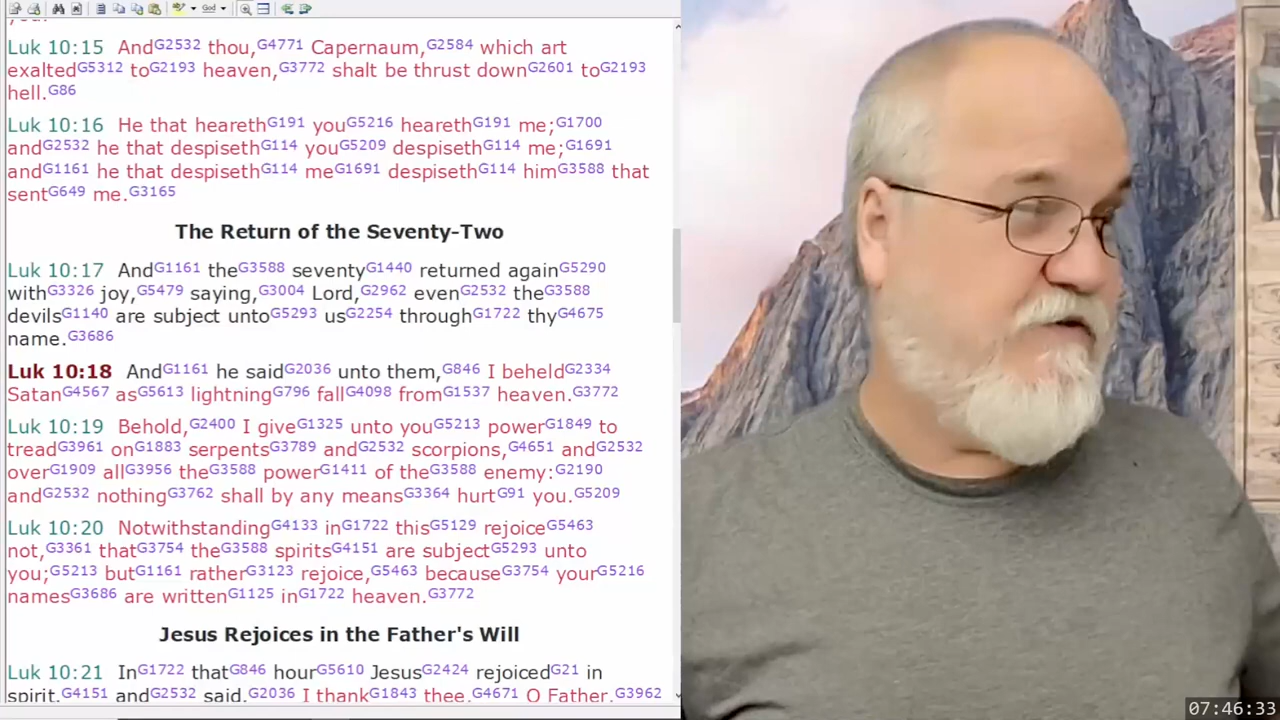 Luk 10:15 And G2532 thou, G4771 Capernaum, G2584 which art
exalted G5312 to G2193 heaven, G3772 shalt be thrust down G2601 to G2193
hell. G86
Luk 10:16 He that heareth G191 you G5216 heareth G191 me; G1700
and G2532 he that despiseth G114 you G5209 despiseth G114 me; G1691
and G1161 he that despiseth G114 me G1691 despiseth G114 him G3588 that
sent G649 me. G3165
The Return of the Seventy-Two
Luk 10:17 And G1161 the G3588 seventy G1440 returned again G5290
with G3326 joy, G5479 saying, G3004 Lord, G2962 even G2532 the G3588
devils G1140 are subject unto G5293 us G2254 through G1722 thy G4675
name. G3686
Luk 10:18 And G1161 he said G2036 unto them, G846 I beheld G2334
Satan G4567 as G5613 lightning G796 fall G4098 from G1537 heaven. G3772
Luk 10:19 Behold, G2400 I give G1325 unto you G5213 power G1849 to
tread G3961 on G1883 serpents G3789 and G2532 scorpions, G4651 and G2532
over G1909 all G3956 the G3588 power G1411 of the G3588 enemy: G2190
and G2532 nothing G3762 shall by any means G3364 hurt G91 you. G5209
Luk 10:20 Notwithstanding G4133 in G1722 this G5129 rejoice G5463
not, G3361 that G3754 the G3588 spirits G4151 are subject G5293 unto
you; G5213 but G1161 rather G3123 rejoice, G5463 because G3754 your G5216
names G3686 are written G1125 in G1722 heaven. G3772
Jesus Rejoices in the Father's Will
Luk 10:21 In G1722 that G846 hour G5610 Jesus G2424 rejoiced G21 in
spirit, G4151 and G2532 said, G2036 I thank G1843 thee, G4671 O Father, G3962
07:46:33